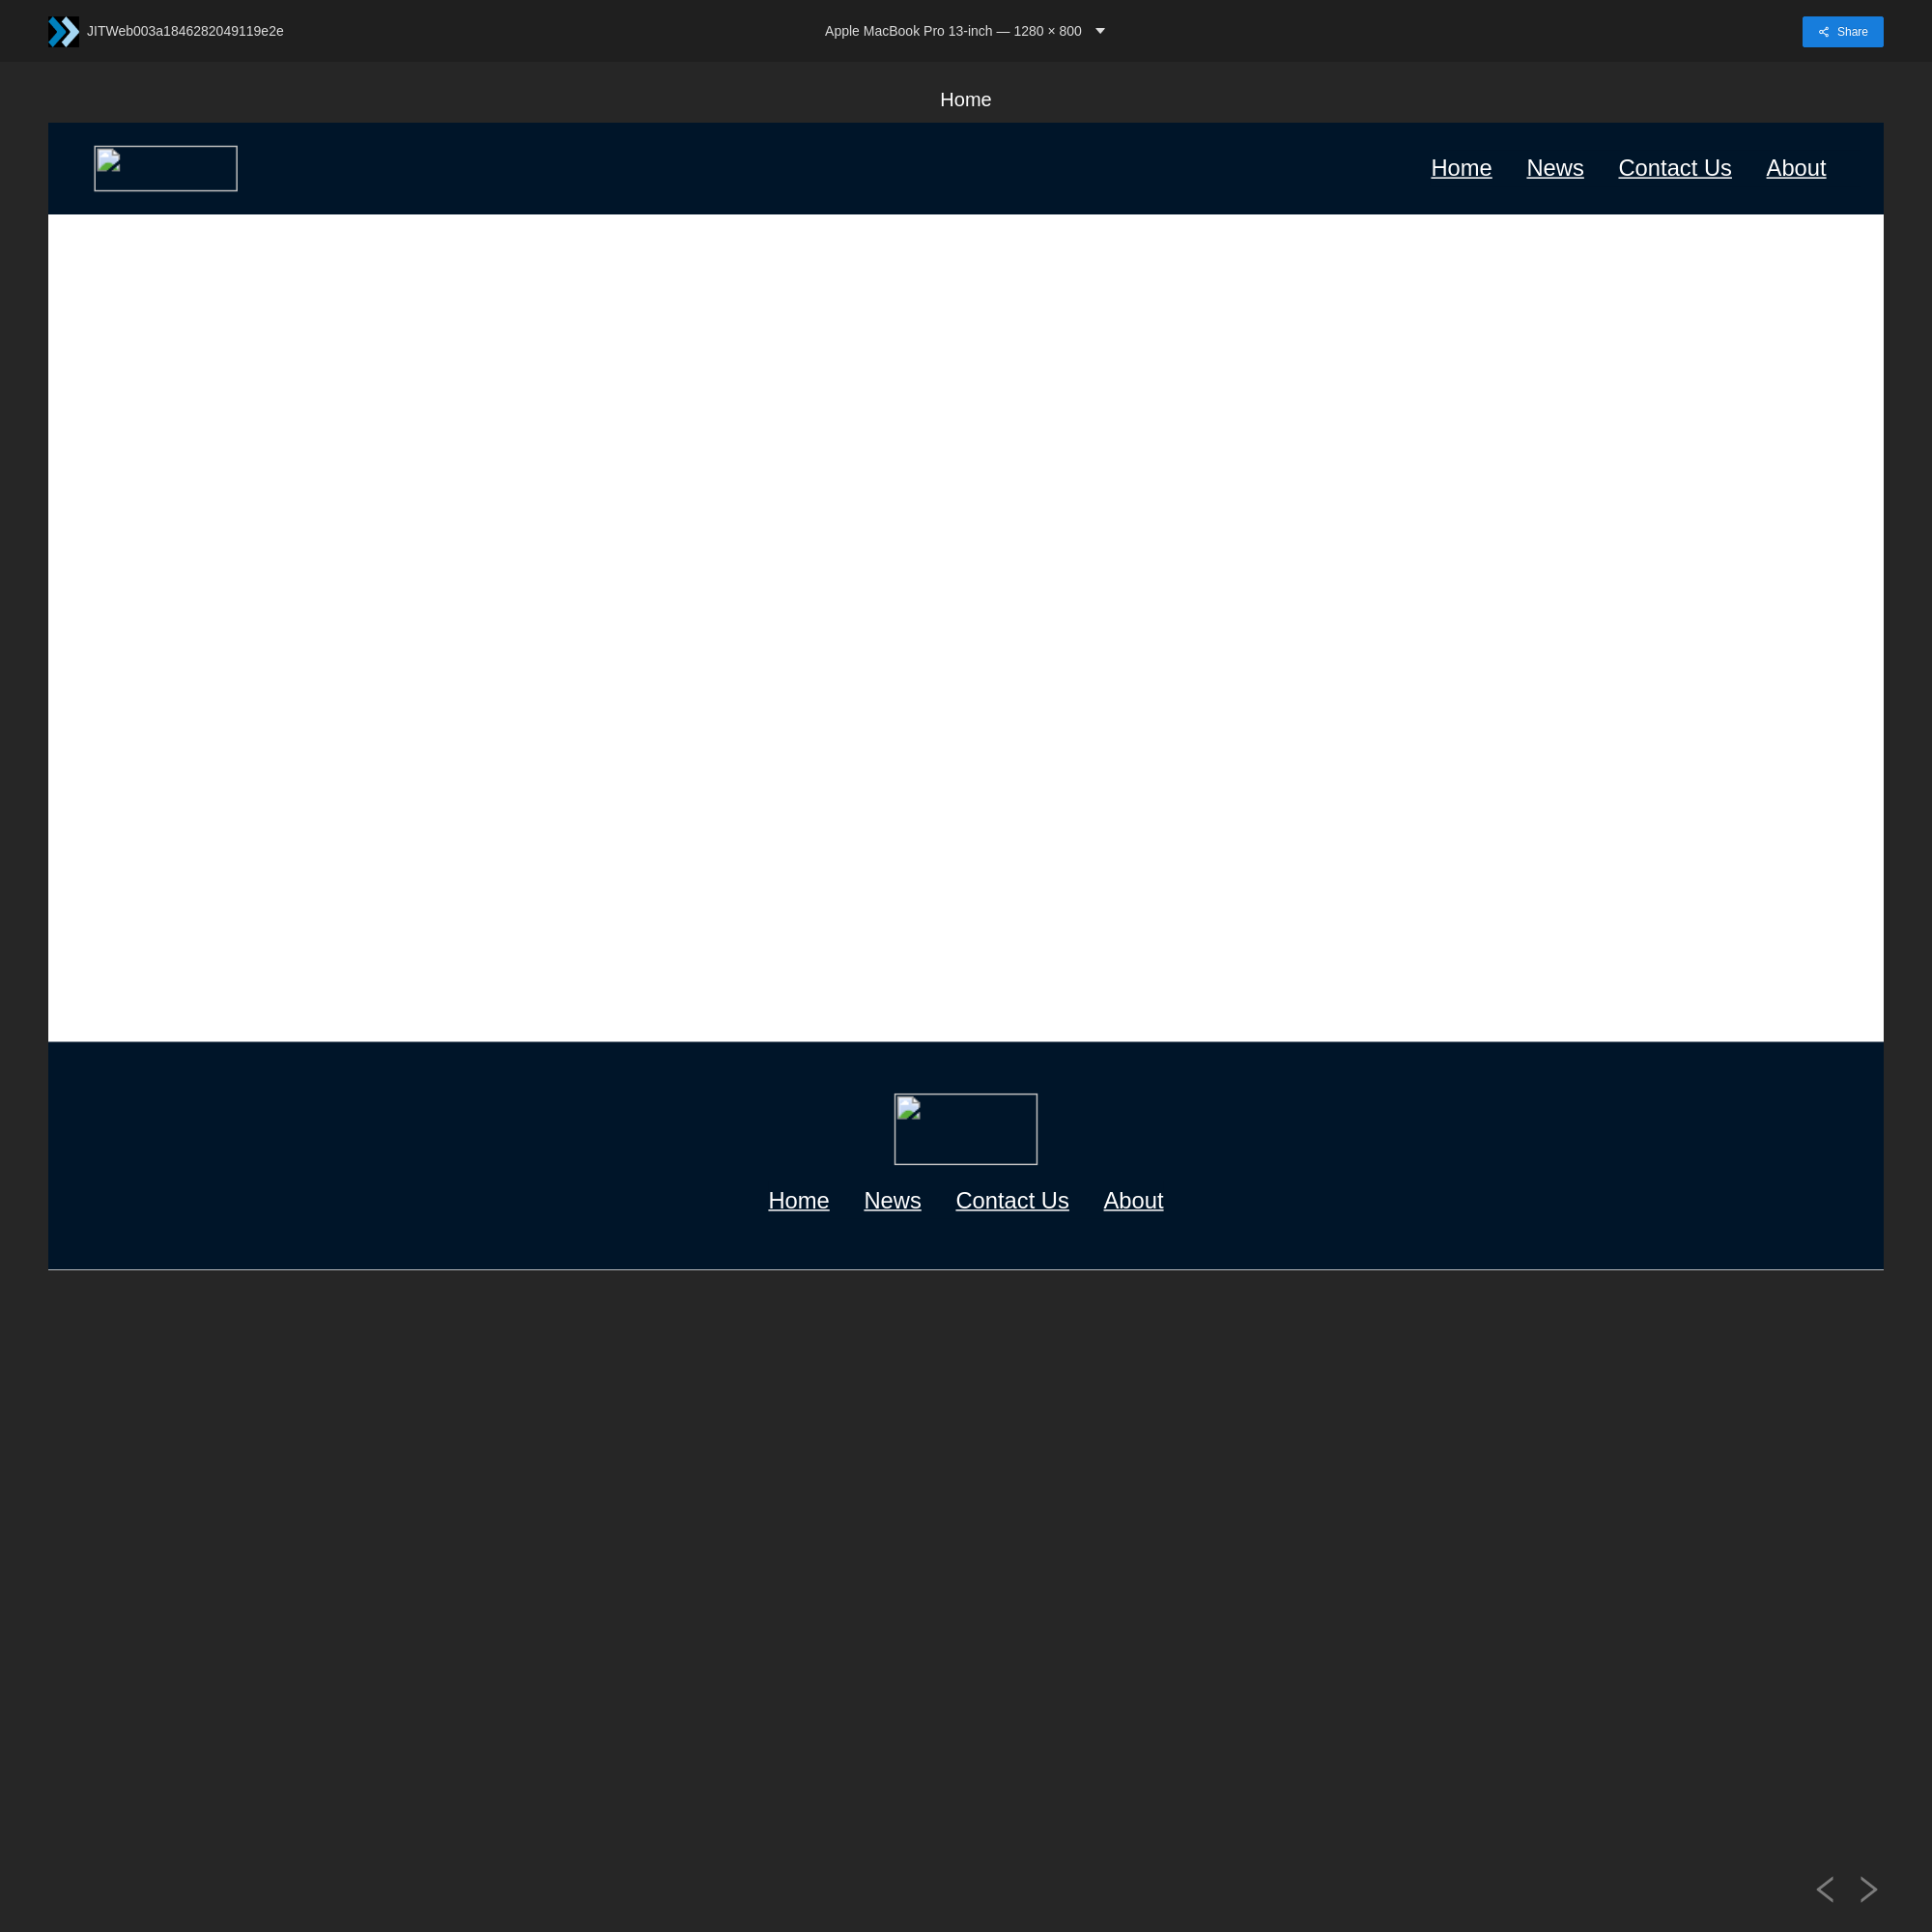 JITWeb003a1846282049119e2e
Apple MacBook Pro 13-inch — 1280 × 800
Share
Home
Home News Contact Us About
Home News Contact Us About